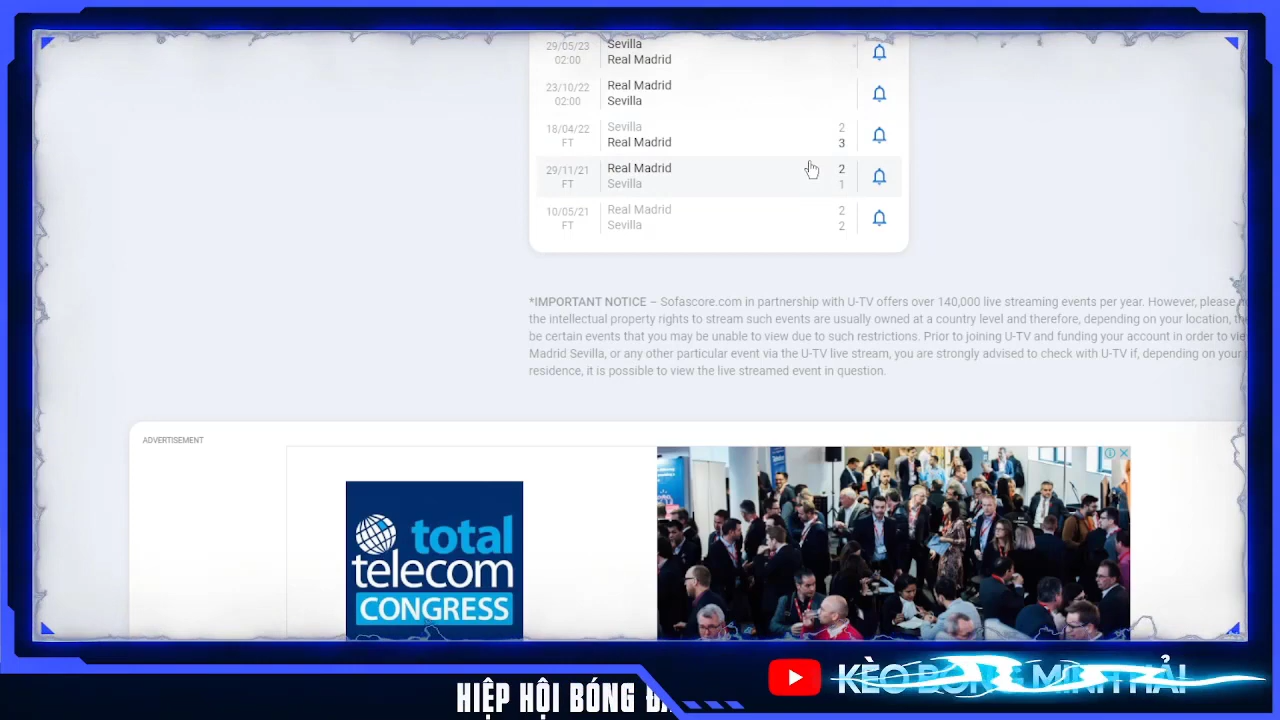 29/05/23
Sevilla
02:00
Real Madrid
23/10/22
Real Madrid
02:00
Sevilla
18/04/22
Sevilla
2
FT
Real Madrid
3
29/11/21
Real Madrid
2
FT
Sevilla
1
10/05/21
Real Madrid
2
FT
Sevilla
2
*IMPORTANT NOTICE – Sofascore.com in partnership with U-TV offers over 140,000 live streaming events per year. However, please
the intellectual property rights to stream such events are usually owned at a country level and therefore, depending on your location,
be certain events that you may be unable to view due to such restrictions. Prior to joining U-TV and funding your account in order to
Madrid Sevilla, or any other particular event via the U-TV live stream, you are strongly advised to check with U-TV if, depending on your
residence, it is possible to view the live streamed event in question.
ADVERTISEMENT
total
telecom
CONGRESS
KÈO BÓNG MINH HẢI
HIỆP HỘI BÓNG